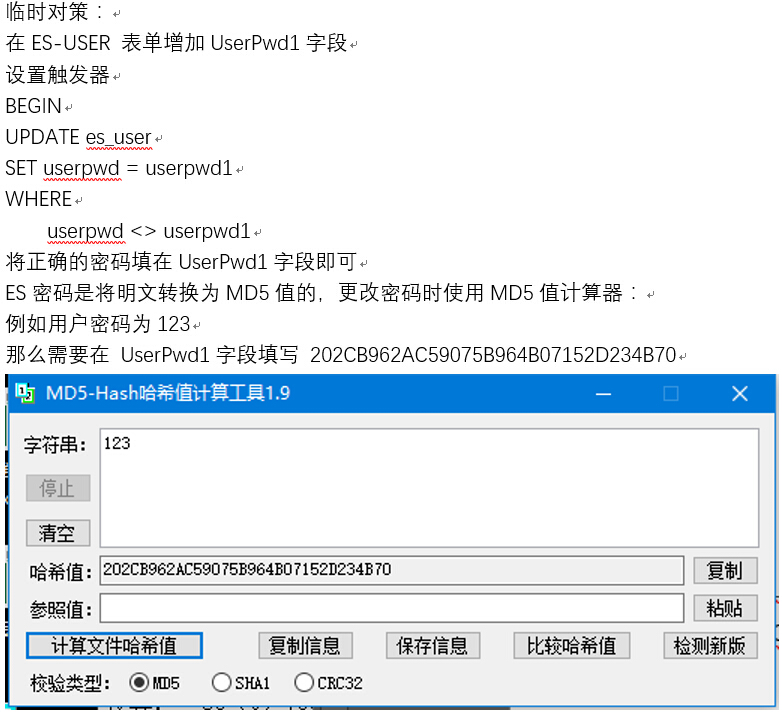 临时对策：
在 ES-USER 表单增加 UserPwd1 字段
设置触发器
BEGIN
UPDATE es_user
SET userpwd = userpwd1
WHERE
userpwd <> userpwd1
将正确的密码填在 UserPwd1 字段即可
ES 密码是将明文转换为 MD5 值的，更改密码时使用 MD5 值计算器：
例如用户密码为 123
那么需要在 UserPwd1 字段填写 202CB962AC59075B964B07152D234B70
MD5-Hash哈希值计算工具1.9
字符串： 123
停止
清空
哈希值： 202CB962AC59075B964B07152D234B70 复制
参照值： 粘贴
计算文件哈希值 复制信息 保存信息 比较哈希值 检测新版
校验类型： MD5 SHA1 CRC32